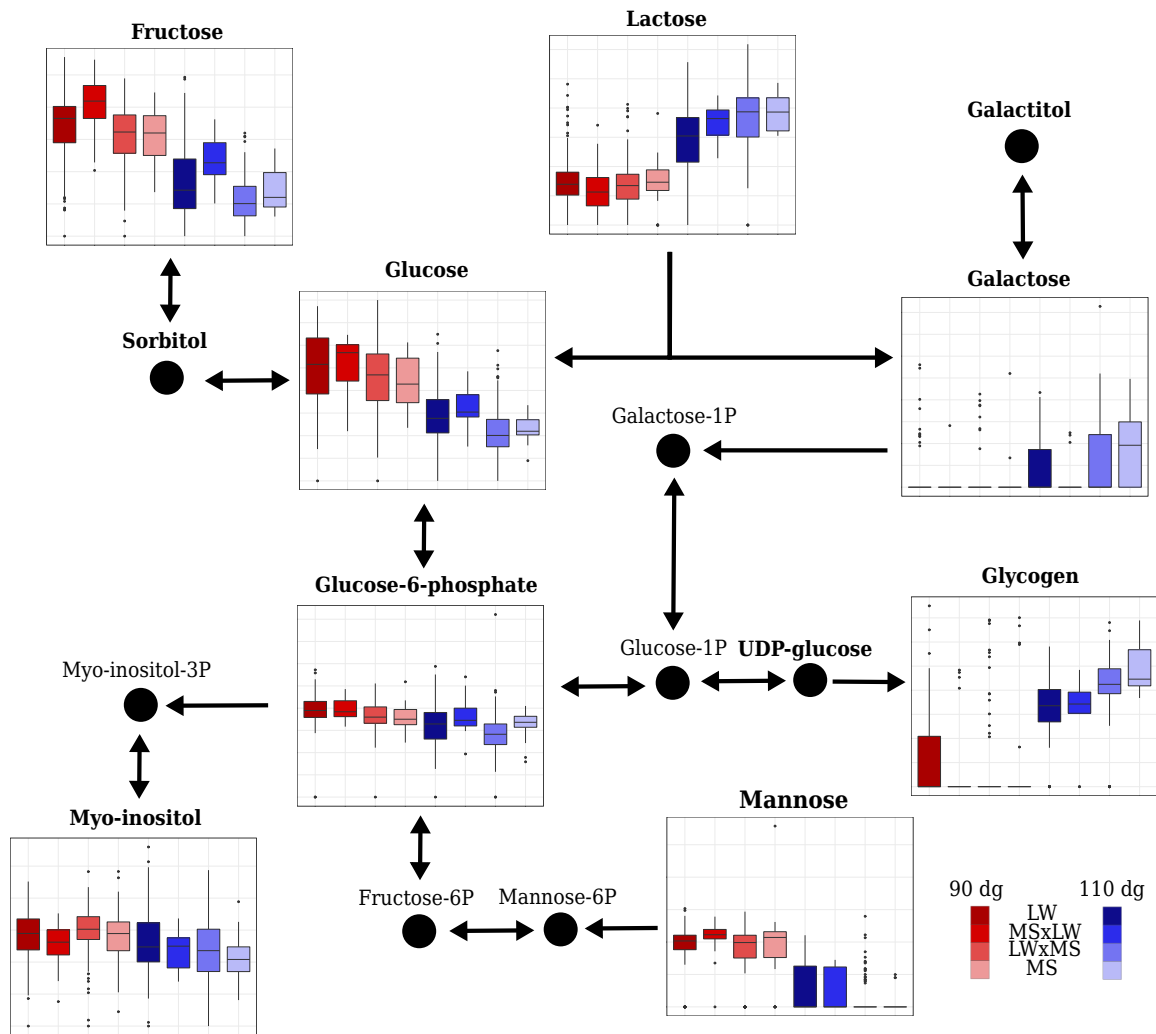 Lactose
Fructose
Galactitol
Glucose
Galactose
Sorbitol
Galactose-1P
Glucose-6-phosphate
Glycogen
Glucose-1P
UDP-glucose
Myo-inositol-3P
Mannose
Myo-inositol
Fructose-6P
Mannose-6P
90 dg
110 dg
LW
MSxLW
LWxMS
MS